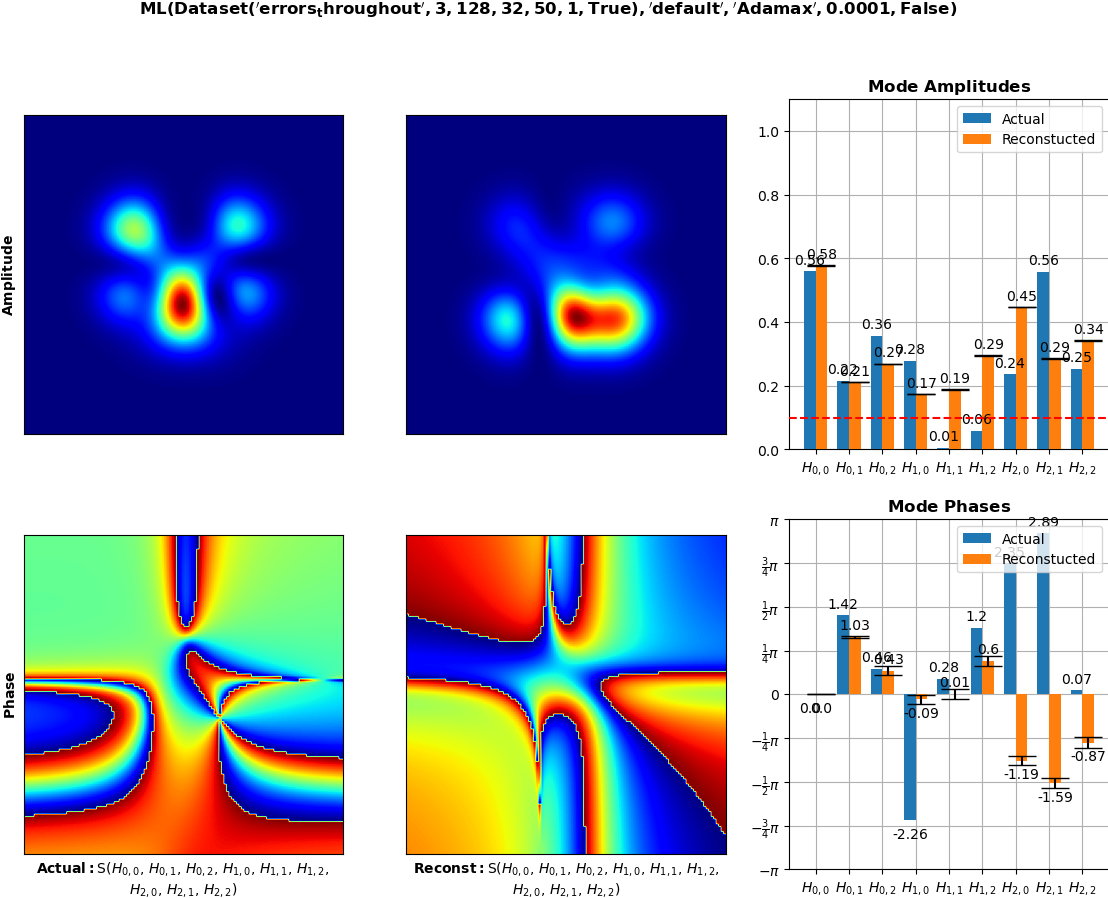 ML(Dataset('errors_throughout', 3, 128, 32, 50, 1, True), 'default', 'Adamax', 0.0001, False)
Amplitude
Mode Amplitudes
Actual
Reconstucted
1.0
0.8
0.6
0.4
0.2
0.0
0.56
0.58
0.22
0.21
0.36
0.27
0.28
0.17
0.01
0.19
0.06
0.29
0.24
0.45
0.56
0.29
0.25
0.34
H0,0 H0,1 H0,2 H1,0 H1,1 H1,2 H2,0 H2,1 H2,2
Phase
Actual: S(H0,0, H0,1, H0,2, H1,0, H1,1, H1,2,
H2,0, H2,1, H2,2)
Reconst: S(H0,0, H0,1, H0,2, H1,0, H1,1, H1,2,
H2,0, H2,1, H2,2)
Mode Phases
Actual
Reconstucted
π
3/4π
1/2π
1/4π
0
−1/4π
−1/2π
−3/4π
−π
0.0
0.0
1.42
1.03
0.46
0.43
-2.26
-0.09
0.28
0.01
1.2
0.6
2.35
-1.19
2.89
-1.59
0.07
-0.87
H0,0 H0,1 H0,2 H1,0 H1,1 H1,2 H2,0 H2,1 H2,2